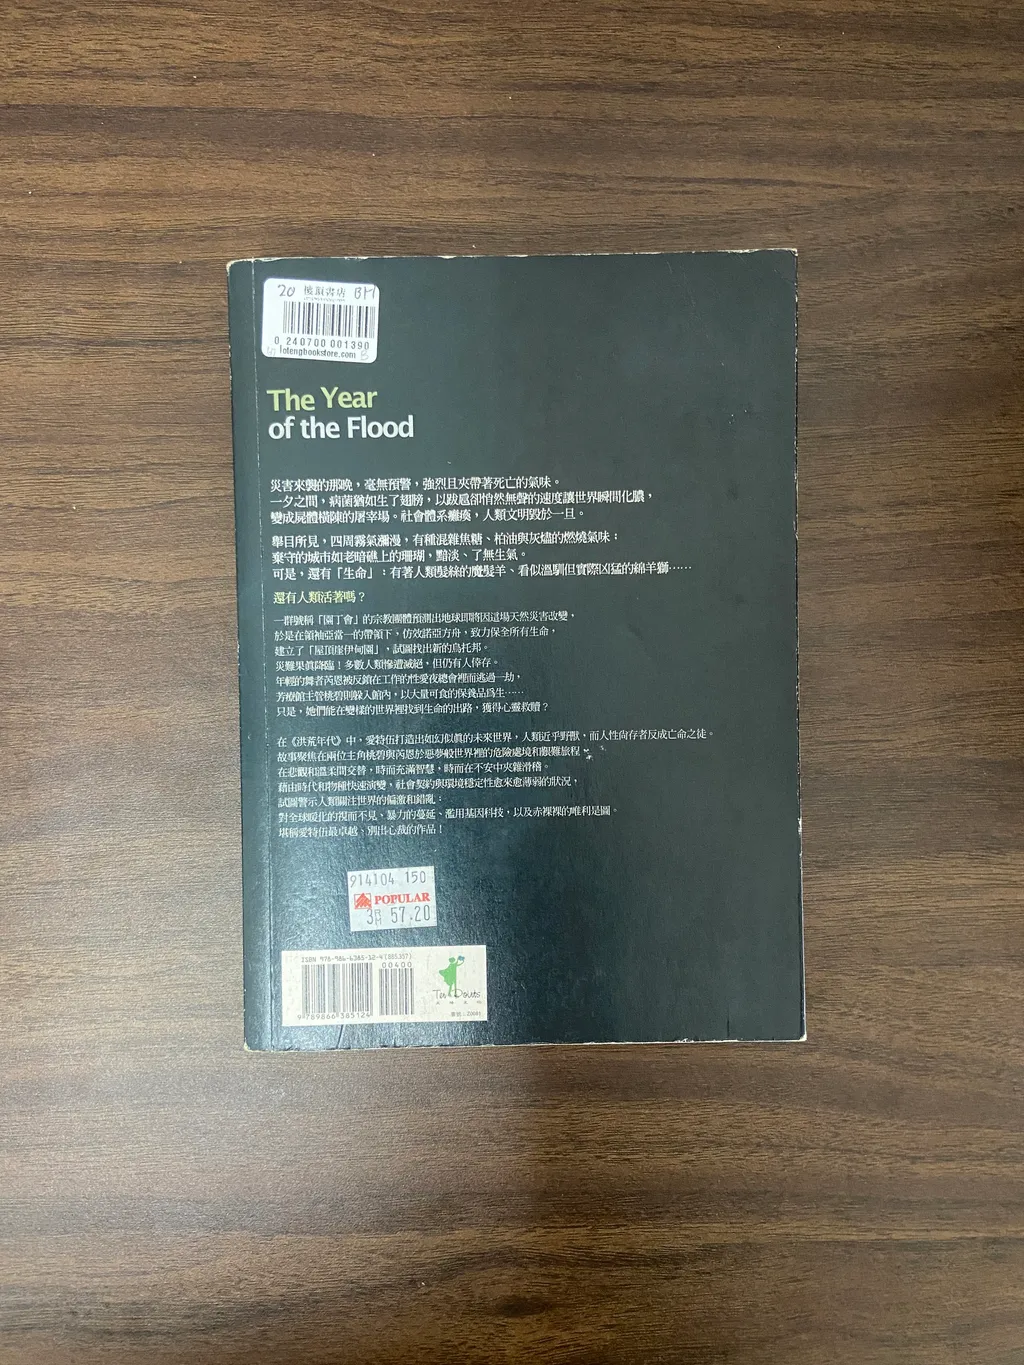 20 樓頂書店 BM
0 240700 001390
lotengbookstore.com
The Year
of the Flood
災害來襲的那晚，毫無預警，強烈且夾帶著死亡的氣味。
一夕之間，病菌猶如生了翅膀，以跋扈卻悄然無聲的速度讓世界瞬間化膿，
變成屍體橫陳的屠宰場。社會體系癱瘓，人類文明毀於一旦。
舉目所見，四周霧氣瀰漫，有種混雜焦糖、柏油與灰燼的燃燒氣味；
棄守的城市如老暗礁上的珊瑚，黯淡、了無生氣。
可是，還有「生命」：有著人類髮絲的魔髮羊、看似溫馴但實際凶猛的綿羊獅……
還有人類活著嗎？
一群號稱「園丁會」的宗教團體預測出地球即將因這場天然災害改變，
於是在領袖亞當一的帶領下，仿效諾亞方舟，致力保全所有生命，
建立了「屋頂崖伊甸園」，試圖找出新的烏托邦。
災難果真降臨！多數人類慘遭滅絕，但仍有人倖存。
年輕的舞者芮恩被反鎖在工作的性愛夜總會裡而逃過一劫，
芳療館主管桃碧則躲入館內，以大量可食的保養品為生……
只是，她們能在變樣的世界裡找到生命的出路，獲得心靈救贖？
在《洪荒年代》中，愛特伍打造出如幻似真的未來世界，人類近乎野獸，而人性尚存者反成亡命之徒。
故事聚焦在兩位主角桃碧與芮恩於惡夢般世界裡的危險處境和艱難旅程，
在悲觀和溫柔間交替，時而充滿智慧，時而在不安中夾雜滑稽。
藉由時代和物種快速演變，社會契約與環境穩定性愈來愈薄弱的狀況，
試圖警示人類關注世界的偏激和錯亂：
對全球暖化的視而不見、暴力的蔓延、濫用基因科技，以及赤裸裸的唯利是圖。
堪稱愛特伍最卓越、別出心裁的作品！
914104 150
POPULAR
57.20
ISBN 978-986-6385-12-4 (885357)
00400
9 789866 385124